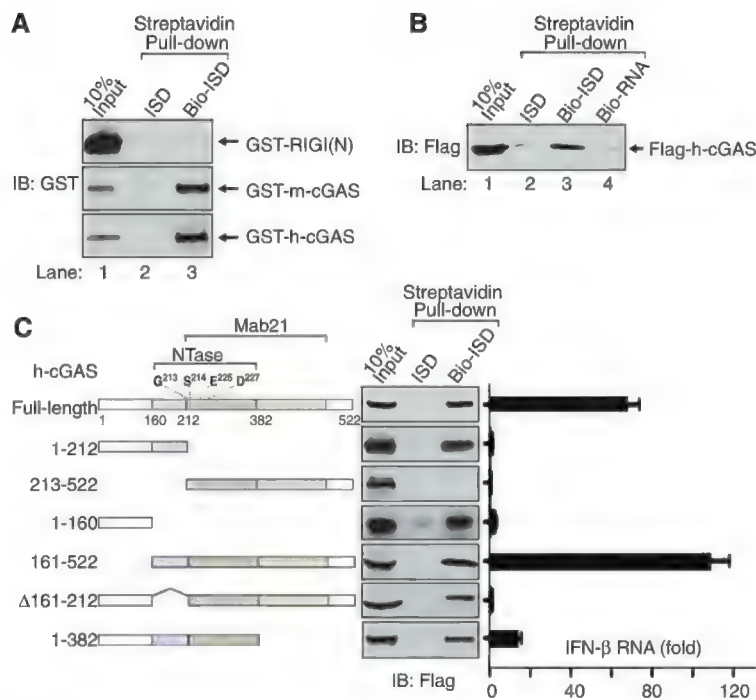 A
Streptavidin
Pull-down
10%
Input
ISD
Bio-ISD
GST-RIGI(N)
IB: GST
GST-m-cGAS
GST-h-cGAS
Lane: 1 2 3
B
Streptavidin
Pull-down
10%
Input
ISD
Bio-ISD
Bio-RNA
IB: Flag
Flag-h-cGAS
Lane: 1 2 3 4
C
Mab21
NTase
h-cGAS
G213 S214 E225 D227
Full-length
1 160 212 382 522
1-212
213-522
1-160
161-522
Δ161-212
1-382
Streptavidin
Pull-down
10%
Input
ISD
Bio-ISD
IB: Flag
IFN-β RNA (fold)
0 40 80 120